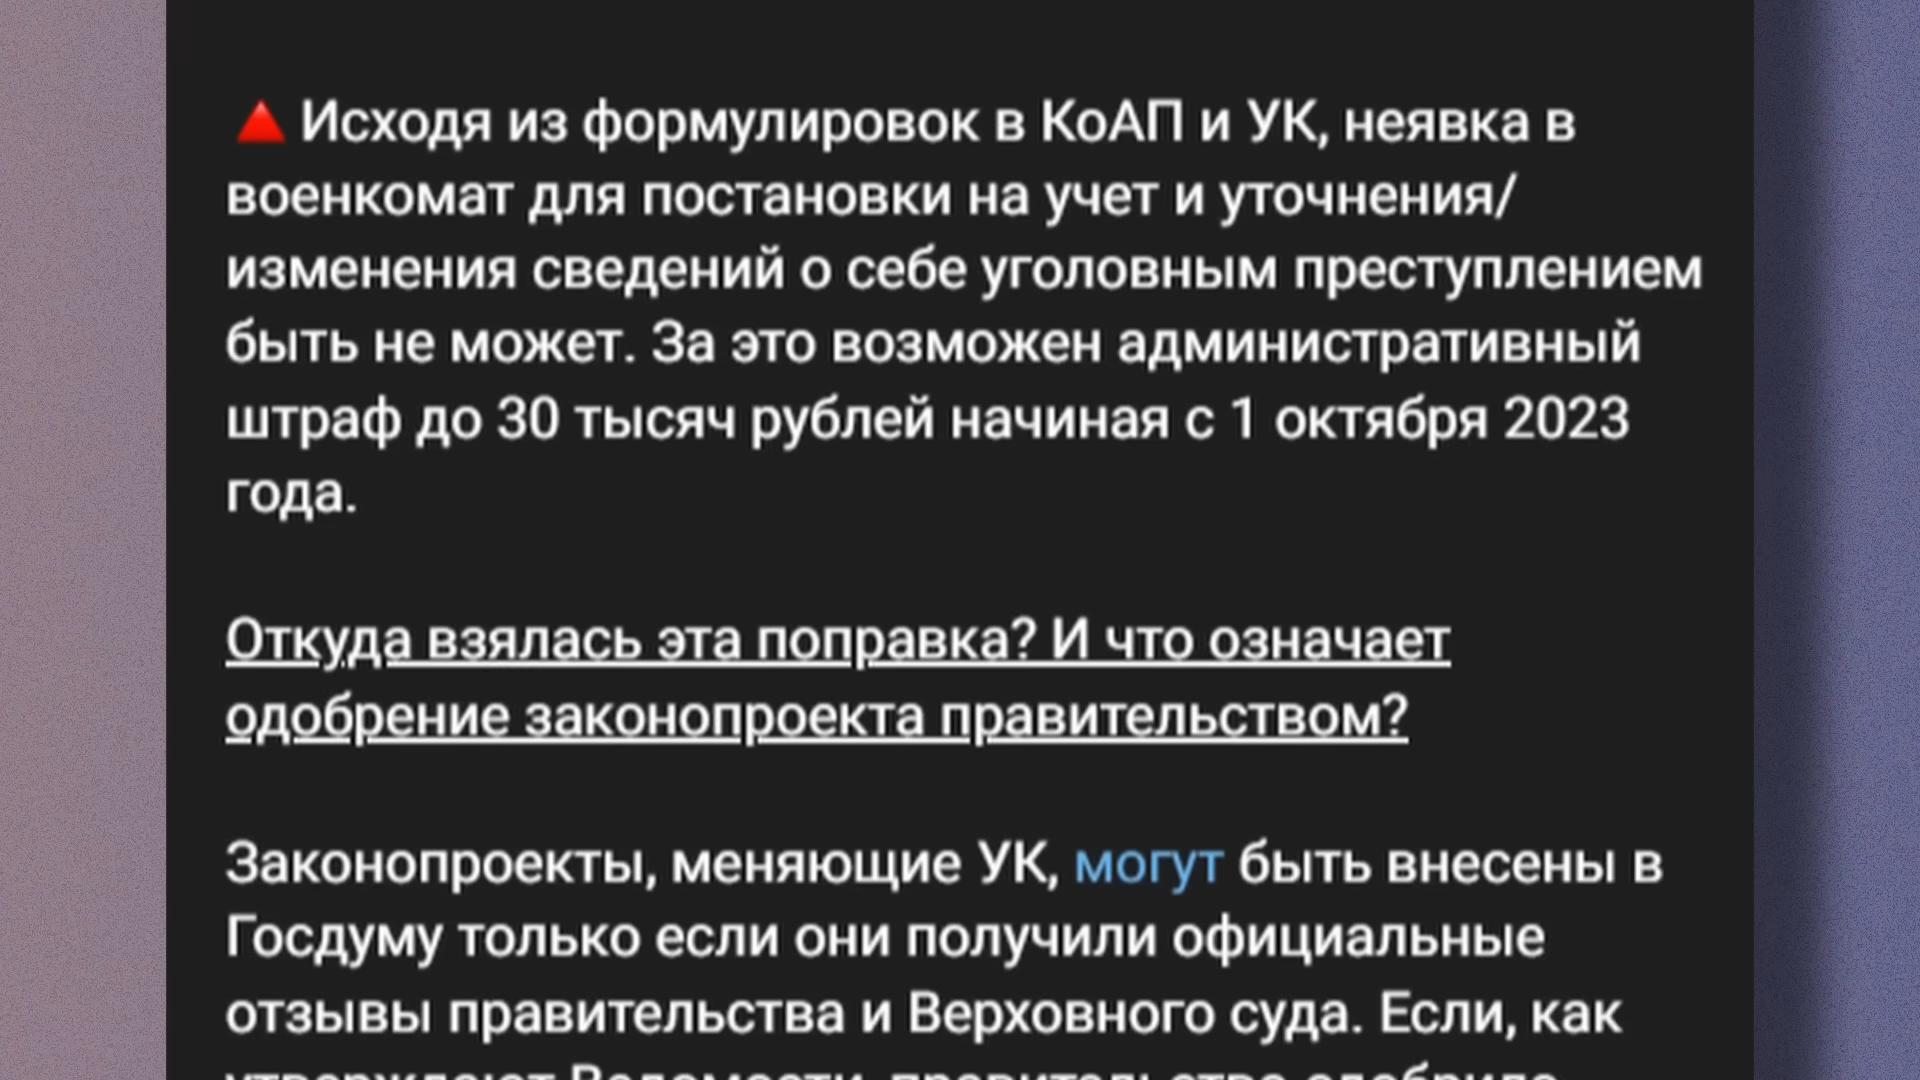 🔺 Исходя из формулировок в КоАП и УК, неявка в
военкомат для постановки на учет и уточнения/
изменения сведений о себе уголовным преступлением
быть не может. За это возможен административный
штраф до 30 тысяч рублей начиная с 1 октября 2023
года.
Откуда взялась эта поправка? И что означает
одобрение законопроекта правительством?
Законопроекты, меняющие УК, могут быть внесены в
Госдуму только если они получили официальные
отзывы правительства и Верховного суда. Если, как